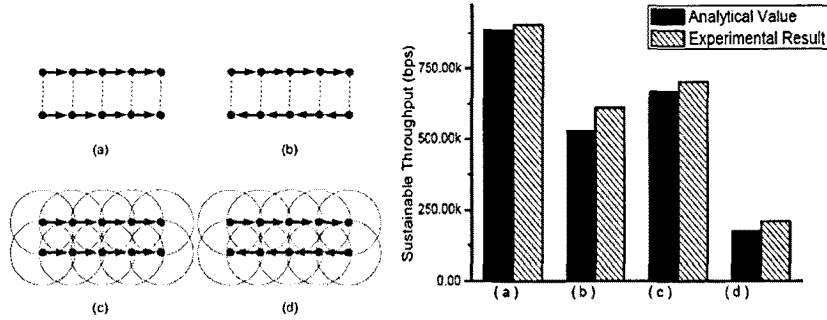 (a)
(b)
(c)
(d)
Analytical Value
Experimental Result
Sustainable Throughput (bps)
750.00k
500.00k
250.00k
0.00
(a)
(b)
(c)
(d)